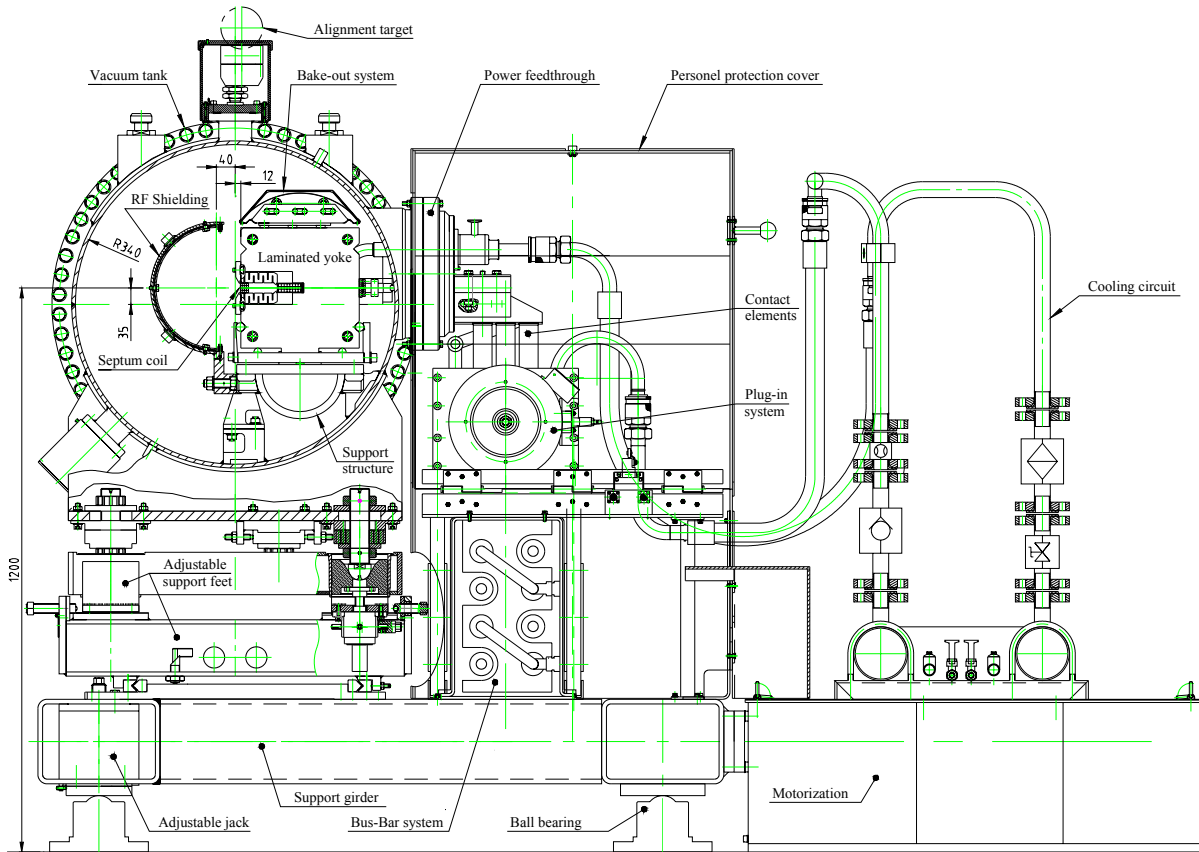 Alignment target
Vacuum tank
Bake-out system
Power feedthrough
Personel protection cover
40
12
RF Shielding
R340
Laminated yoke
Cooling circuit
Contact
elements
35
Septum coil
Plug-in
system
Support
structure
1200
Adjustable
support feet
Support girder
Motorization
Adjustable jack
Bus-Bar system
Ball bearing